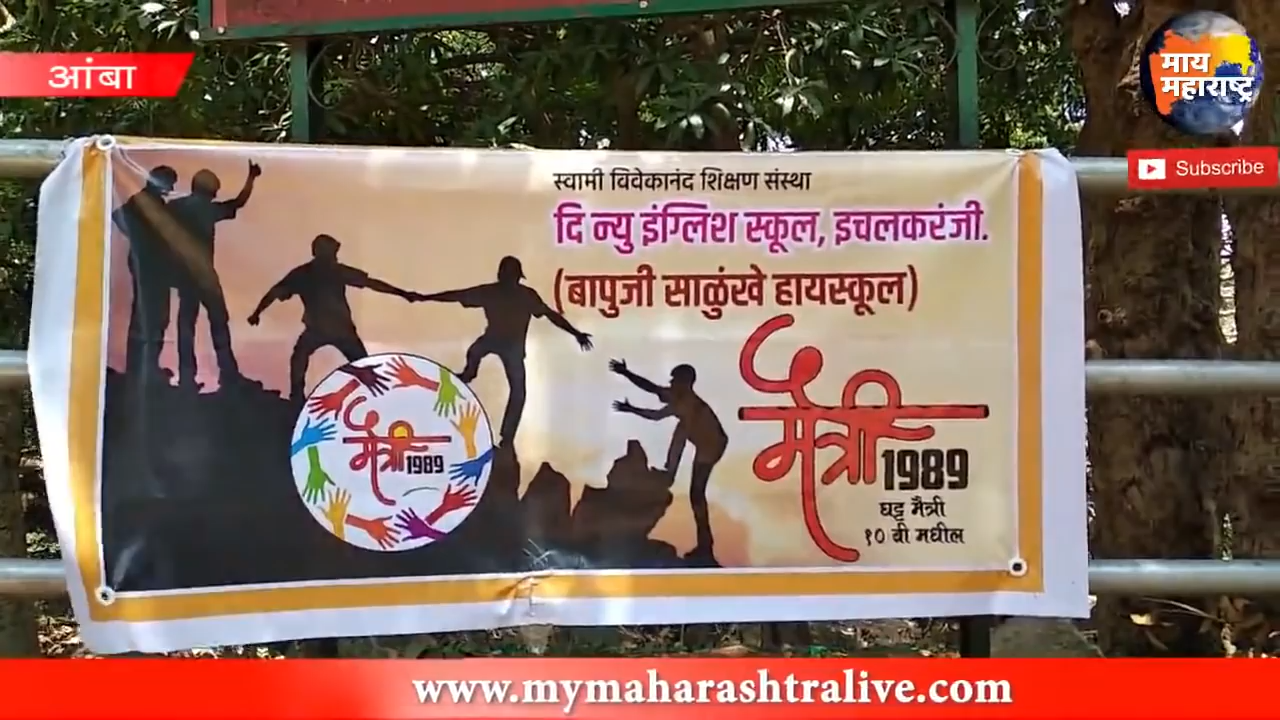 आंबा
माय
महाराष्ट्र
Subscribe
स्वामी विवेकानंद शिक्षण संस्था
दि न्यु इंग्लिश स्कूल, इचलकरंजी.
(बापुजी साळुंखे हायस्कूल)
मैत्री
1989
घट्ट मैत्री
१० वी मधील
मैत्री 1989
www.mymaharashtralive.com